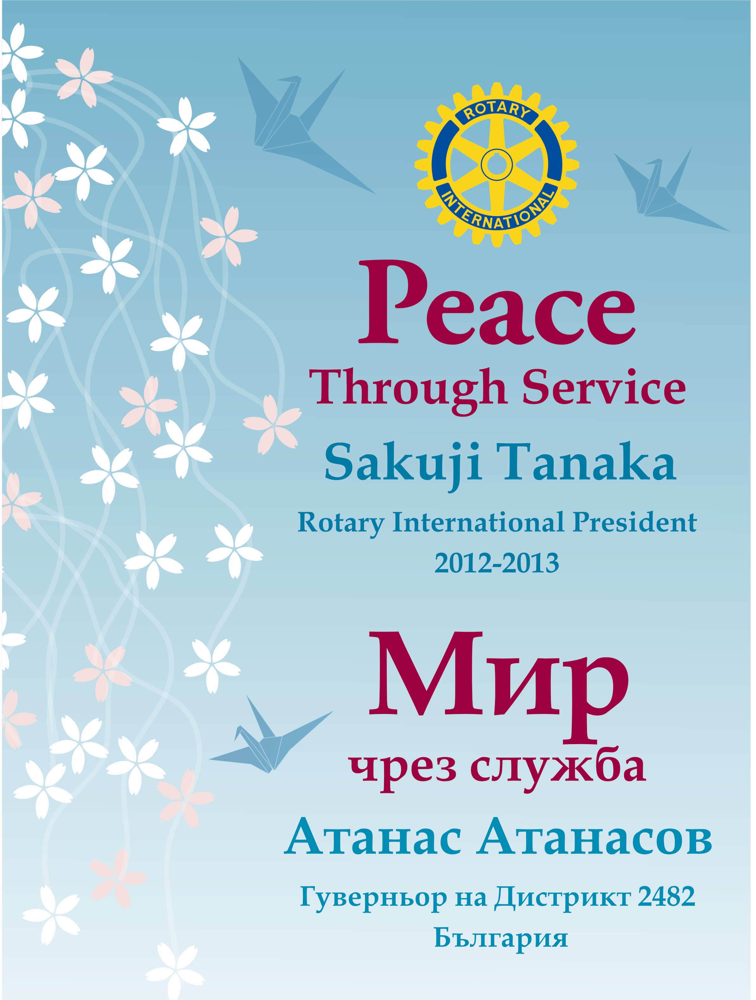 ROTARY
INTERNATIONAL
Peace
Through Service
Sakuji Tanaka
Rotary International President
2012-2013
Мир
чрез служба
Атанас Атанасов
Гуверньор на Дистрикт 2482
България